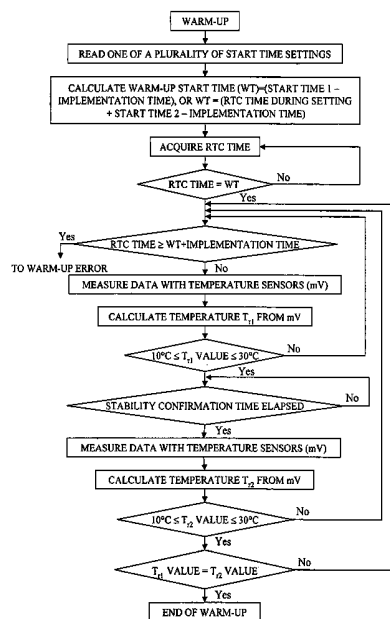 WARM-UP
READ ONE OF A PLURALITY OF START TIME SETTINGS
CALCULATE WARM-UP START TIME (WT)=(START TIME 1 –
IMPLEMENTATION TIME), OR WT = (RTC TIME DURING SETTING
+ START TIME 2 – IMPLEMENTATION TIME)
ACQUIRE RTC TIME
No
RTC TIME = WT
Yes
Yes
RTC TIME ≥ WT+IMPLEMENTATION TIME
TO WARM-UP ERROR
No
MEASURE DATA WITH TEMPERATURE SENSORS (mV)
CALCULATE TEMPERATURE Tr1 FROM mV
No
10°C ≤ Tr1 VALUE ≤ 30°C
Yes
STABILITY CONFIRMATION TIME ELAPSED
No
Yes
MEASURE DATA WITH TEMPERATURE SENSORS (mV)
CALCULATE TEMPERATURE Tr2 FROM mV
No
10°C ≤ Tr2 VALUE ≤ 30°C
Yes
No
Tr1 VALUE = Tr2 VALUE
Yes
END OF WARM-UP